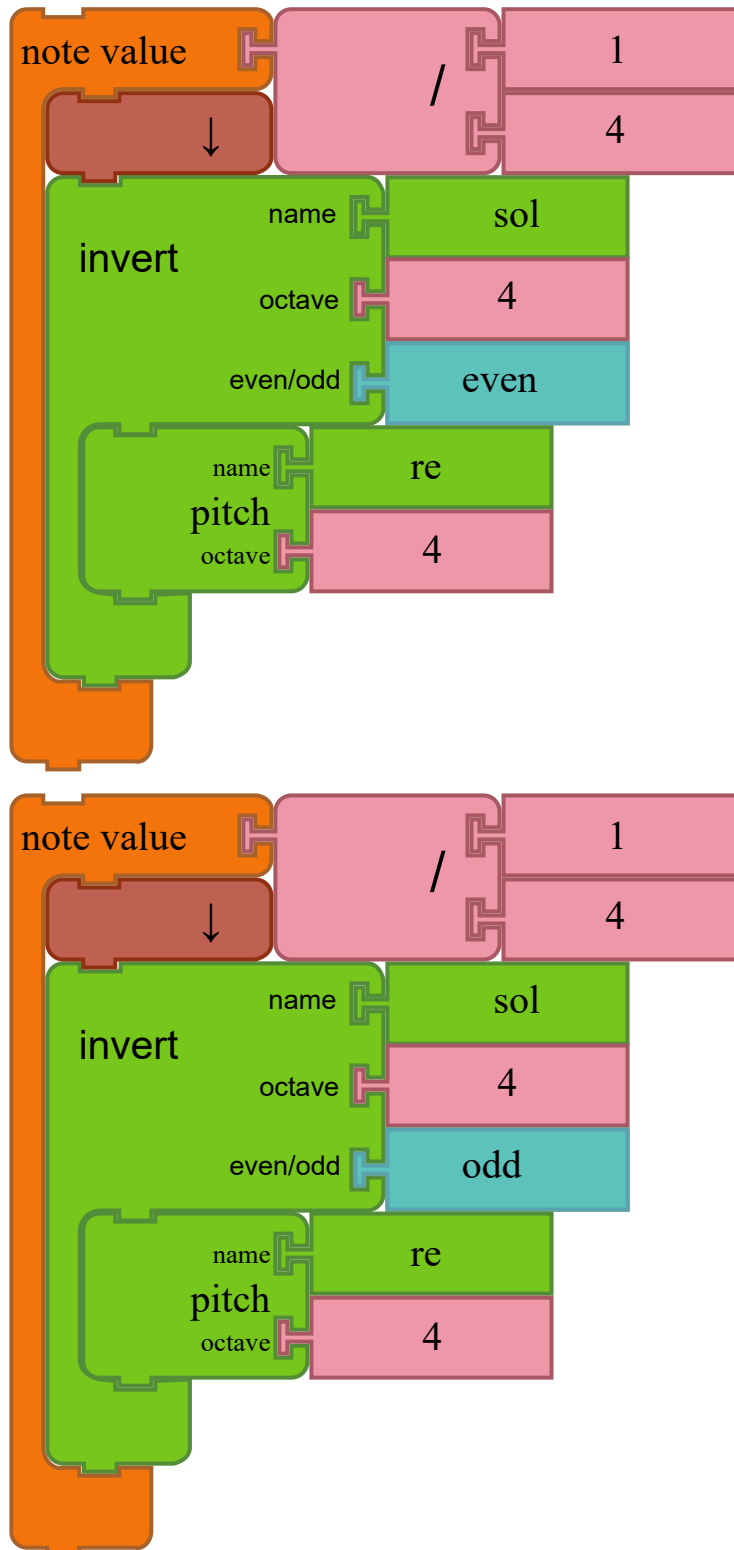 note value / 1
4
↓
invert name sol
octave 4
even/odd even
name re
pitch
octave 4
note value / 1
4
↓
invert name sol
octave 4
even/odd odd
name re
pitch
octave 4